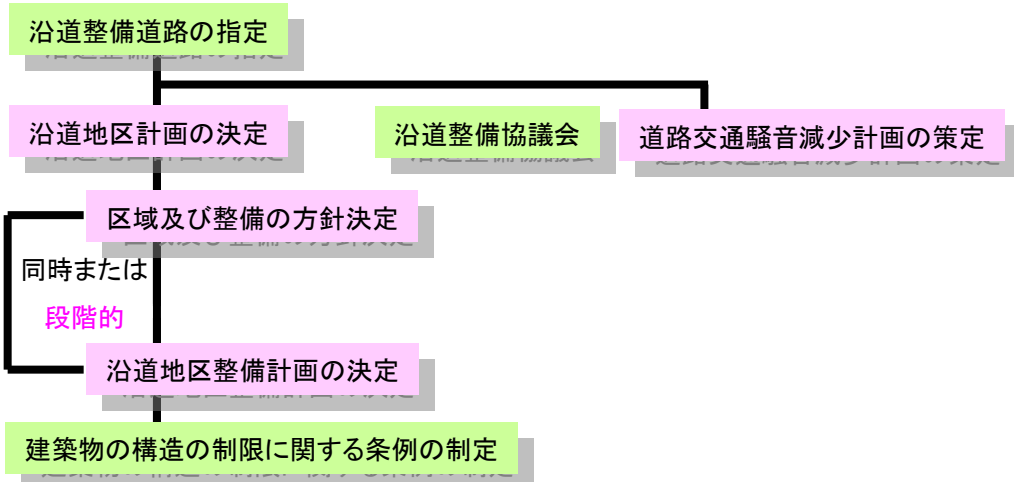 沿道整備道路の指定
沿道地区計画の決定
沿道整備協議会
道路交通騒音減少計画の策定
区域及び整備の方針決定
同時または
段階的
沿道地区整備計画の決定
建築物の構造の制限に関する条例の制定